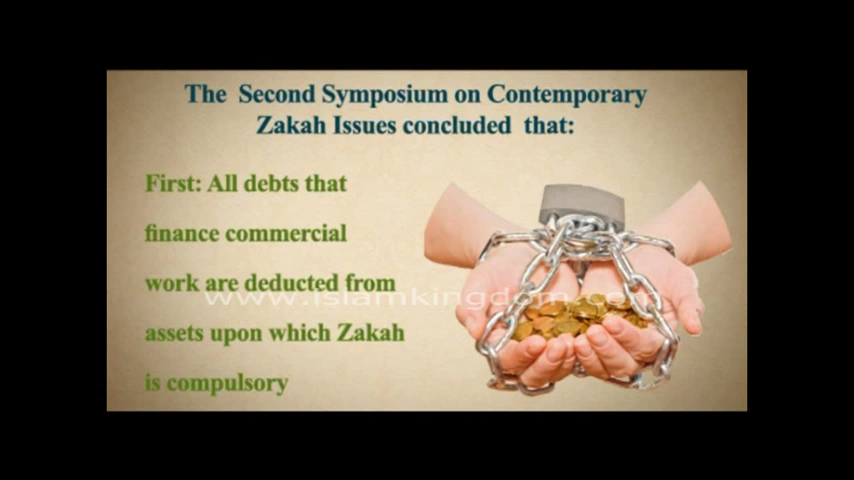 The Second Symposium on Contemporary
Zakah Issues concluded that:
First: All debts that
finance commercial
work are deducted from
www.islamkingdom.com
assets upon which Zakah
is compulsory